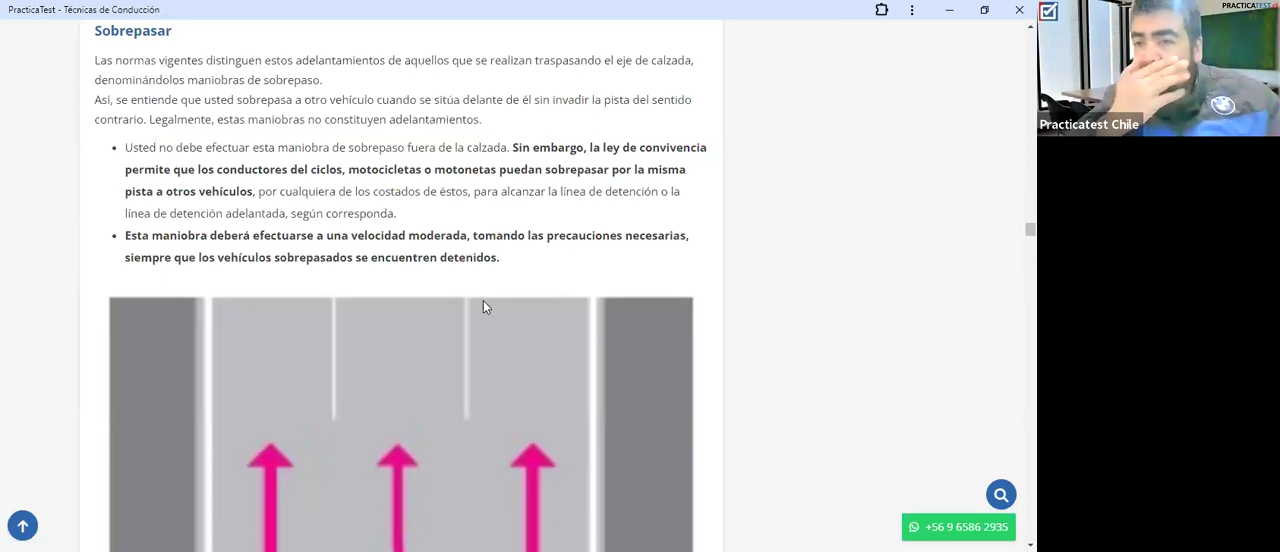 PracticaTest - Técnicas de Conducción
PRACTICATEST.CL
Sobrepasar
Las normas vigentes distinguen estos adelantamientos de aquellos que se realizan traspasando el eje de calzada,
denominándolos maniobras de sobrepaso.
Así, se entiende que usted sobrepasa a otro vehículo cuando se sitúa delante de él sin invadir la pista del sentido
contrario. Legalmente, estas maniobras no constituyen adelantamientos.
Usted no debe efectuar esta maniobra de sobrepaso fuera de la calzada. Sin embargo, la ley de convivencia
permite que los conductores del ciclos, motocicletas o motonetas puedan sobrepasar por la misma
pista a otros vehículos, por cualquiera de los costados de éstos, para alcanzar la línea de detención o la
línea de detención adelantada, según corresponda.
Esta maniobra deberá efectuarse a una velocidad moderada, tomando las precauciones necesarias,
siempre que los vehículos sobrepasados se encuentren detenidos.
Practicatest Chile
+56 9 6586 2935